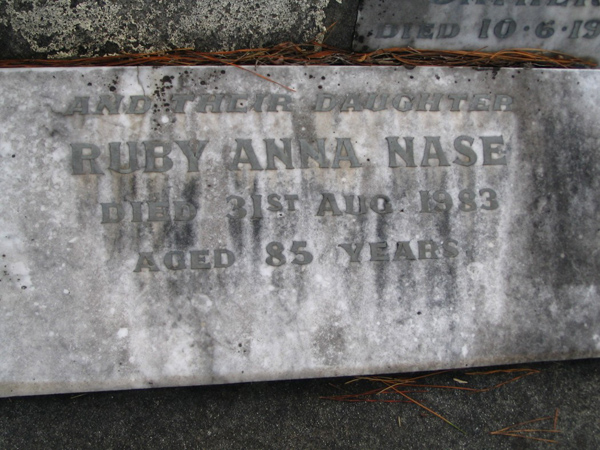 DIED 10-6-19
AND THEIR DAUGHTER
RUBY ANNA NASE
DIED 31ST AUG 1983
AGED 85 YEARS